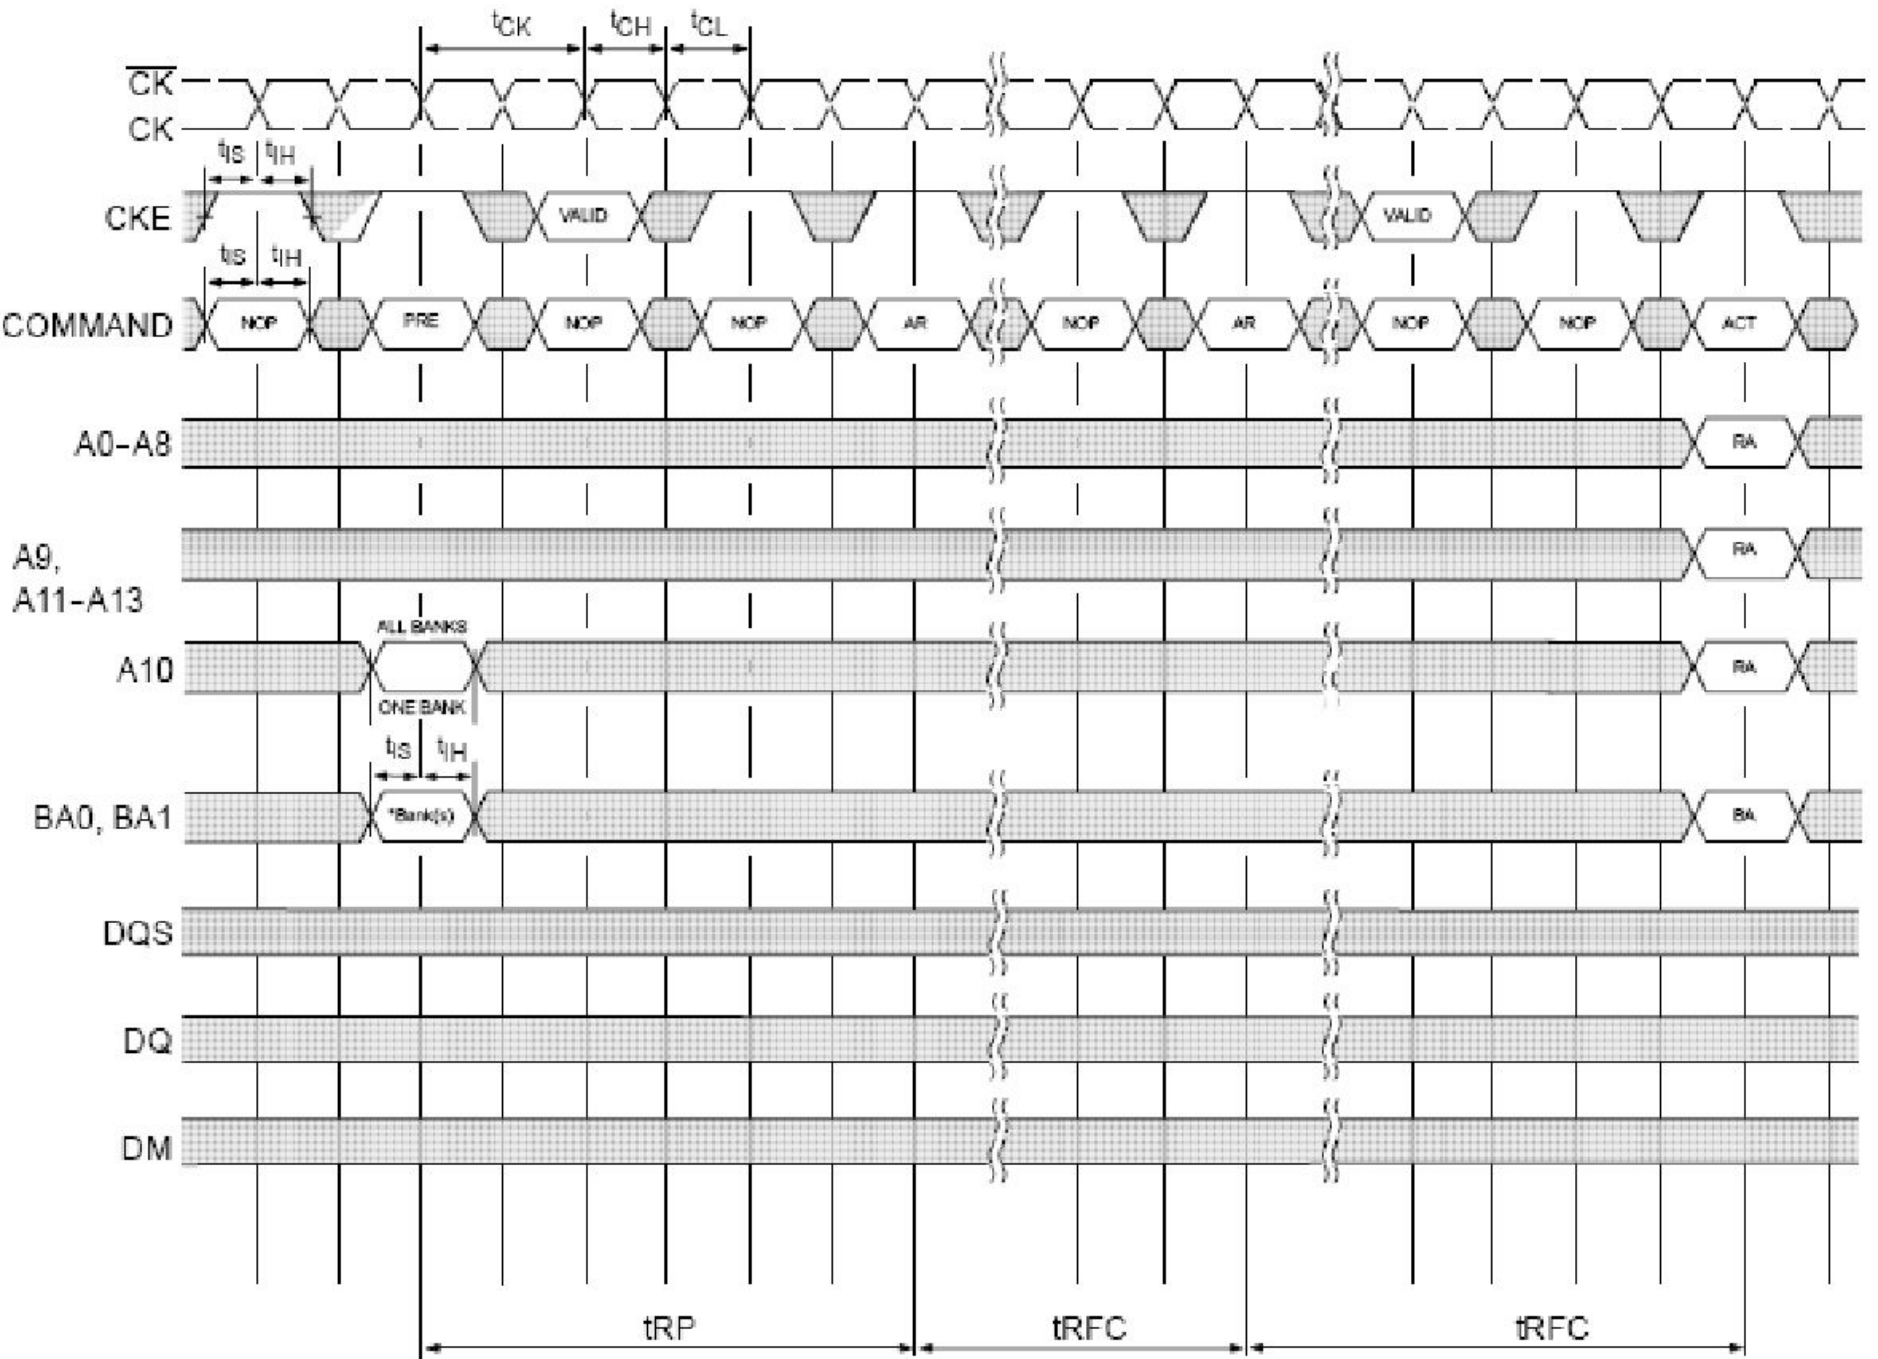 tCK tCH tCL
CK
CK
tIS tIH
CKE VALID VALID
tIS tIH
COMMAND NOP PRE NOP NOP AR NOP AR NOP NOP ACT
A0-A8 RA
A9, RA
A11-A13
ALL BANKS
A10 RA
ONE BANK
tIS tIH
BA0, BA1 *Bank(s) BA
DQS
DQ
DM
tRP tRFC tRFC